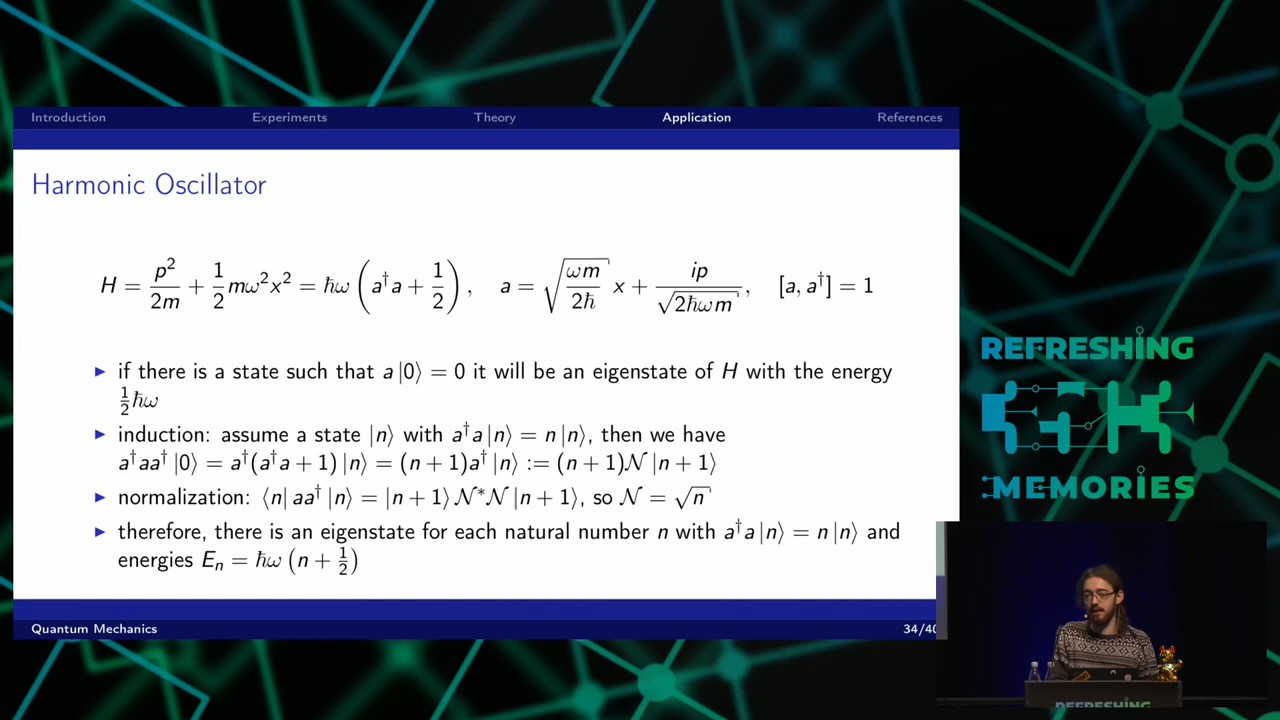 Introduction Experiments Theory Application References
Harmonic Oscillator
H = p²/2m + 1/2 mω²x² = ℏω (a†a + 1/2), a = √(ωm/2ℏ) x + ip/√(2ℏωm), [a, a†] = 1
▶ if there is a state such that a |0⟩ = 0 it will be an eigenstate of H with the energy
½ℏω
▶ induction: assume a state |n⟩ with a†a |n⟩ = n |n⟩, then we have
a†aa† |0⟩ = a†(a†a + 1) |n⟩ = (n + 1)a† |n⟩ := (n + 1)𝒩 |n + 1⟩
▶ normalization: ⟨n| aa† |n⟩ = |n + 1⟩ 𝒩*𝒩 |n + 1⟩, so 𝒩 = √n
▶ therefore, there is an eigenstate for each natural number n with a†a |n⟩ = n |n⟩ and
energies Eₙ = ℏω (n + ½)
Quantum Mechanics 34/40
REFRESHING
MEMORIES
REFRESHING